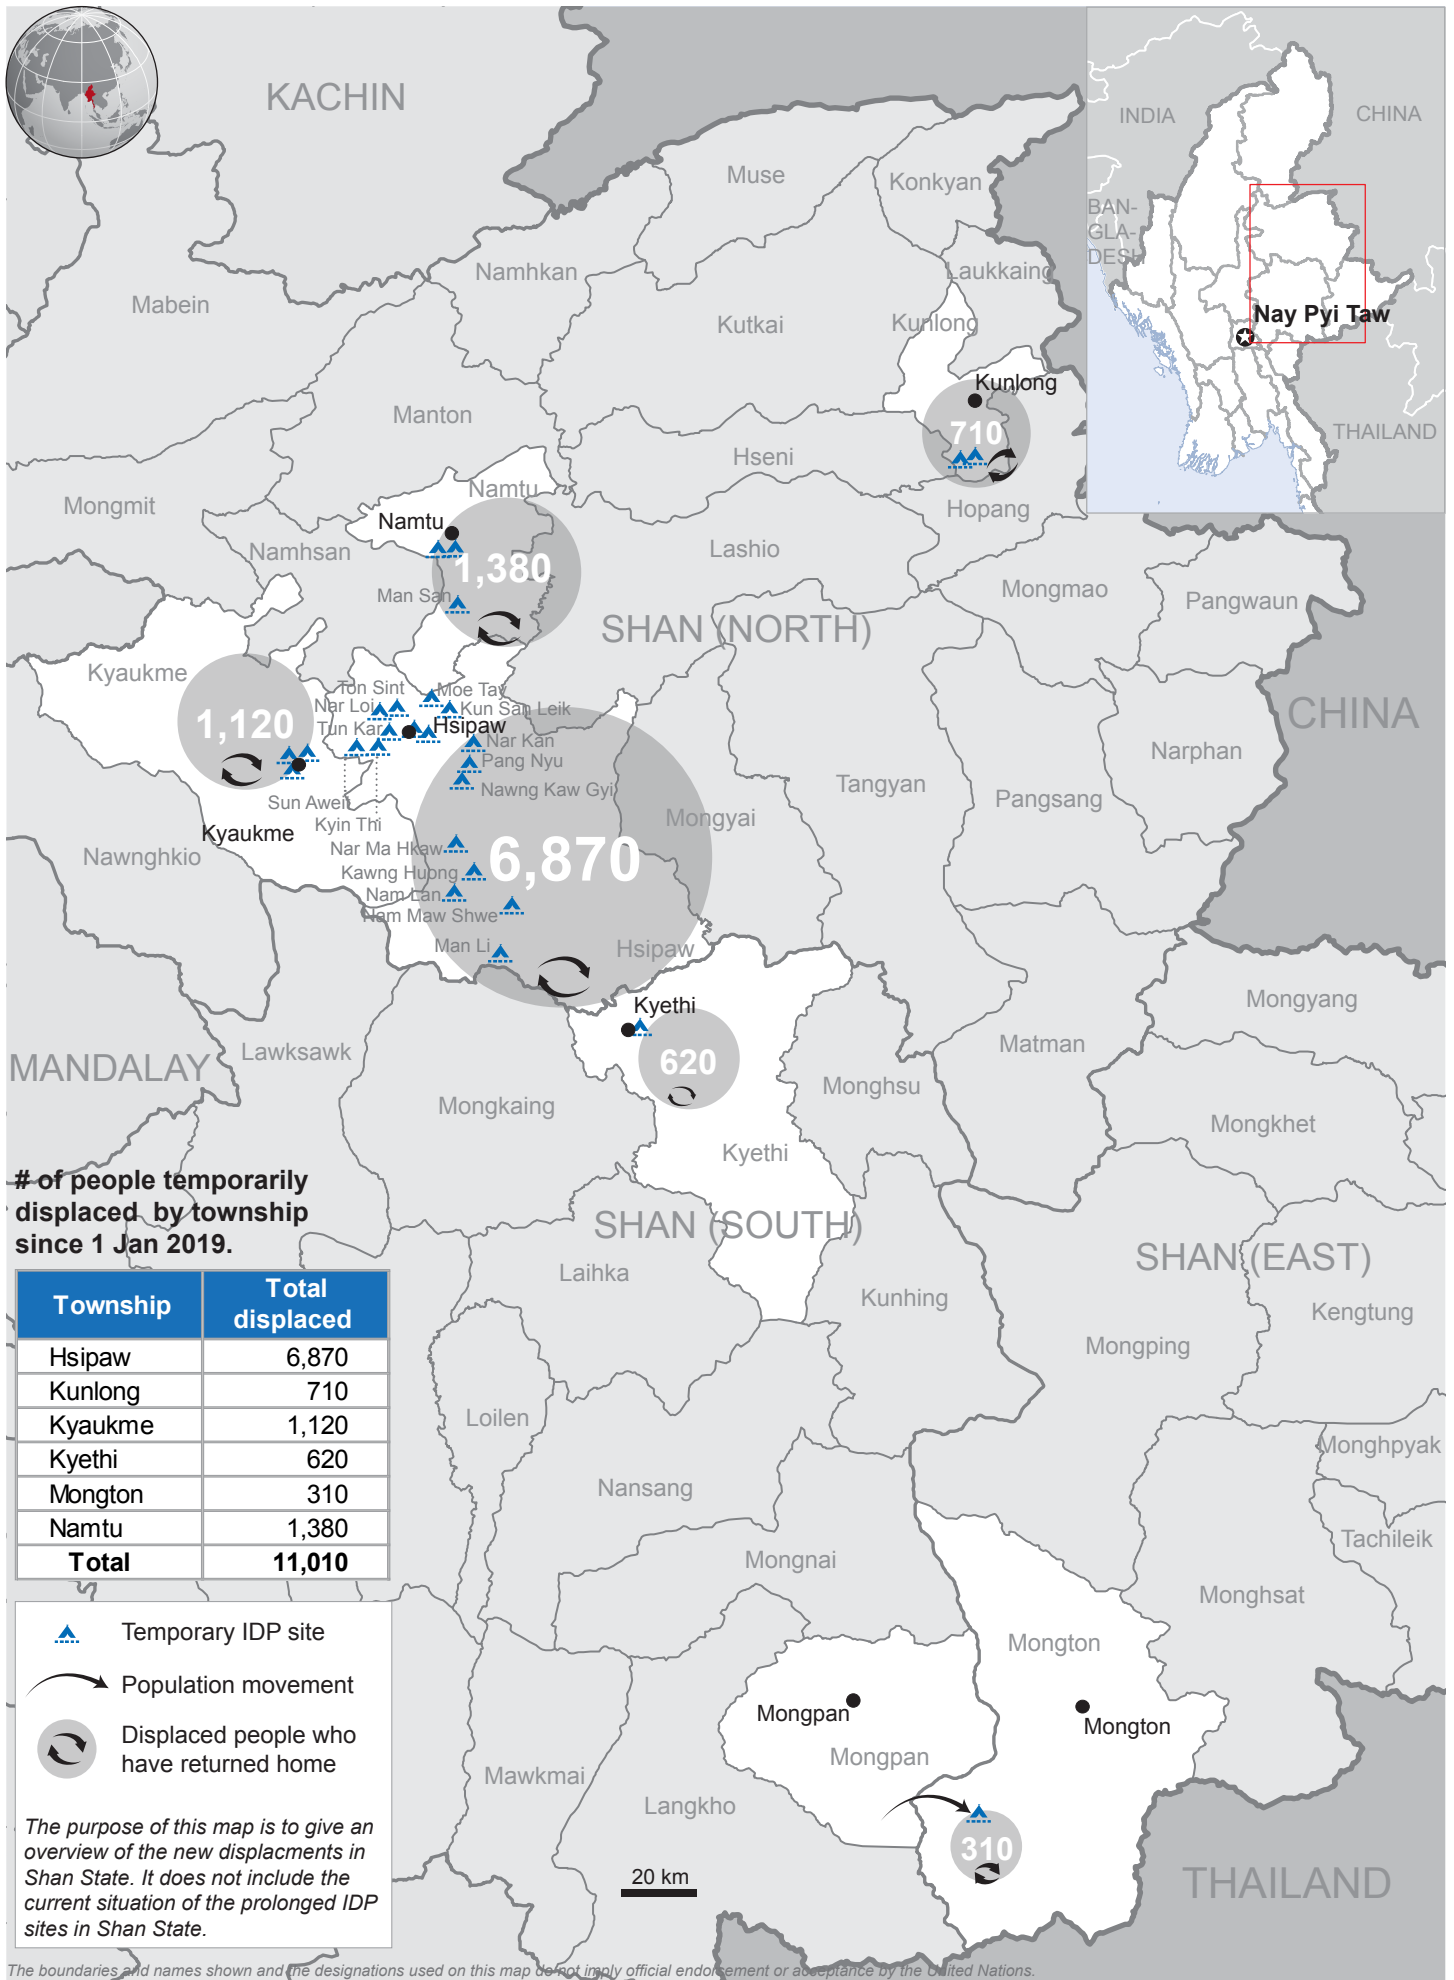 KACHIN
INDIA
CHINA
BAN-
GLA-
DESH
Nay Pyi Taw
THAILAND
Muse
Konkyan
Namhkan
Laukkaing
Mabein
Kutkai
Kunlong
Kunlong
710
Manton
Hseni
Namtu
Hopang
Mongmit
Namtu
Namhsan
Lashio
1,380
Man San
Mongmao
Pangwaun
SHAN (NORTH)
Kyaukme
Ton Sint
Moe Tay
Nar Loi
Kun San Leik
1,120
Tun Kar
Hsipaw
CHINA
Nar Kan
Pang Nyu
Narphan
Nawng Kaw Gyi
Tangyan
Pangsang
Sun Aweit
Kyin Thi
Mongyai
Kyaukme
Nar Ma Hkaw
6,870
Nawnghkio
Kawng Huong
Nam Lan
Nam Maw Shwe
Man Li
Hsipaw
Kyethi
Mongyang
MANDALAY
Lawksawk
Matman
620
Monghsu
Mongkaing
Mongkhet
Kyethi
# of people temporarily
displaced by township
since 1 Jan 2019.
SHAN (SOUTH)
SHAN (EAST)
Laihka
Kunhing
Kengtung
Mongping
Township Total displaced
Hsipaw 6,870
Kunlong 710
Kyaukme 1,120
Kyethi 620
Mongton 310
Namtu 1,380
Total 11,010
Loilen
Monghpyak
Nansang
Tachileik
Mongnai
Monghsat
Mongton
Mongpan
Mongton
Mongpan
Mawkmai
Langkho
310
20 km
THAILAND
Temporary IDP site
Population movement
Displaced people who
have returned home
The purpose of this map is to give an
overview of the new displacments in
Shan State. It does not include the
current situation of the prolonged IDP
sites in Shan State.
The boundaries and names shown and the designations used on this map do not imply official endorsement or acceptance by the United Nations.